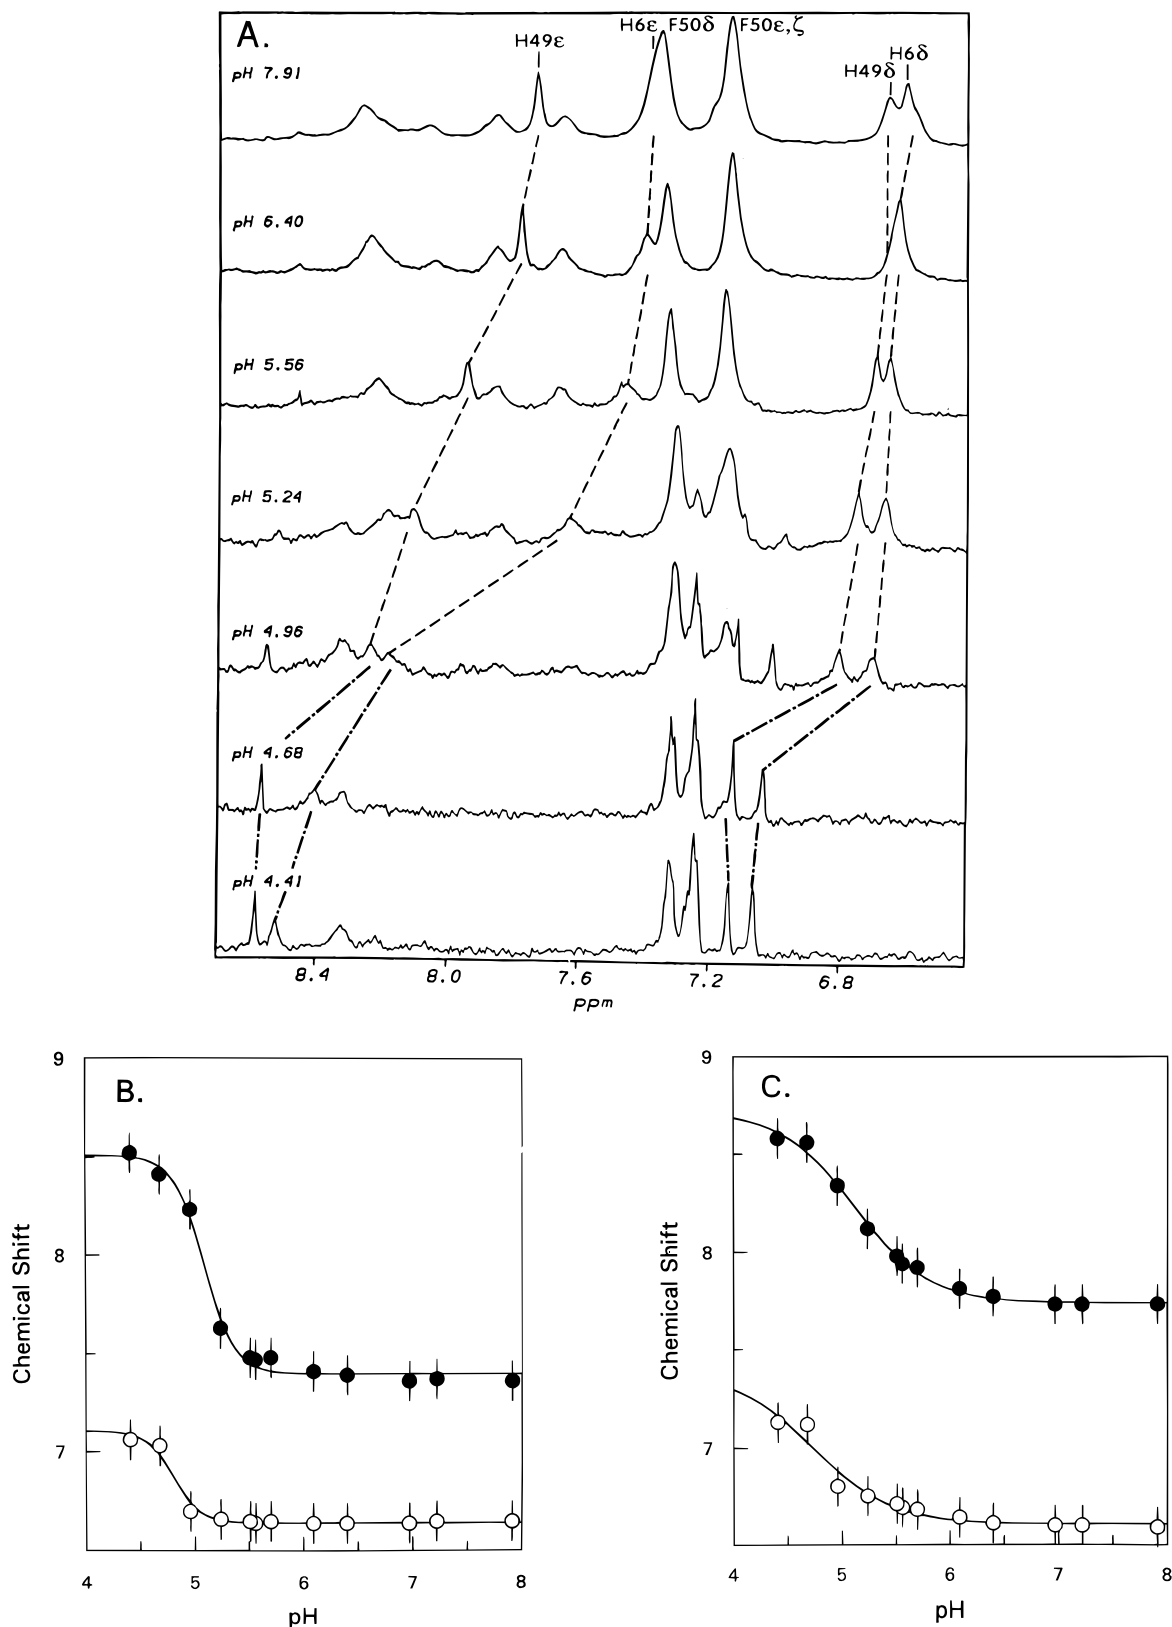 A.
H49ε
H6ε F50δ F50ε,ζ
H49δ H6δ
pH 7.91
pH 6.40
pH 5.56
pH 5.24
pH 4.96
pH 4.68
pH 4.41
8.4 8.0 7.6 7.2 6.8
PPm
B.
9
8
7
Chemical Shift
4 5 6 7 8
pH
C.
9
8
7
Chemical Shift
4 5 6 7 8
pH